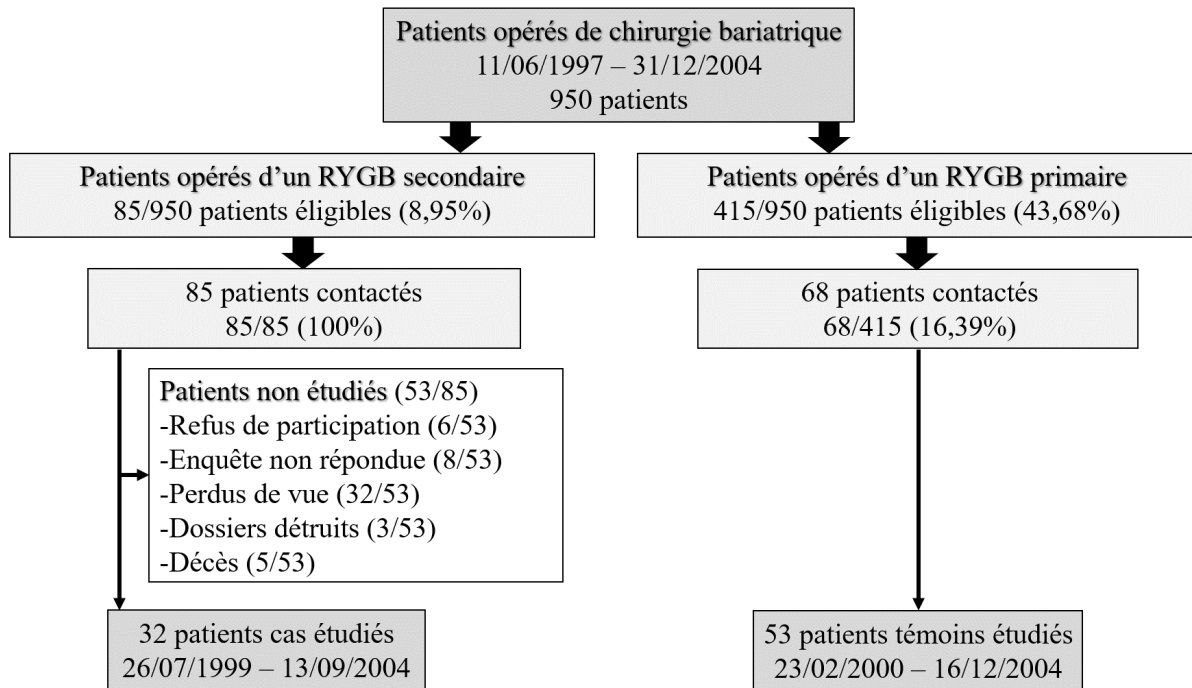 Patients opérés de chirurgie bariatrique
11/06/1997 – 31/12/2004
950 patients
Patients opérés d’un RYGB secondaire
85/950 patients éligibles (8,95%)
Patients opérés d’un RYGB primaire
415/950 patients éligibles (43,68%)
85 patients contactés
85/85 (100%)
68 patients contactés
68/415 (16,39%)
Patients non étudiés (53/85)
-Refus de participation (6/53)
-Enquête non répondue (8/53)
-Perdus de vue (32/53)
-Dossiers détruits (3/53)
-Décès (5/53)
32 patients cas étudiés
26/07/1999 – 13/09/2004
53 patients témoins étudiés
23/02/2000 – 16/12/2004